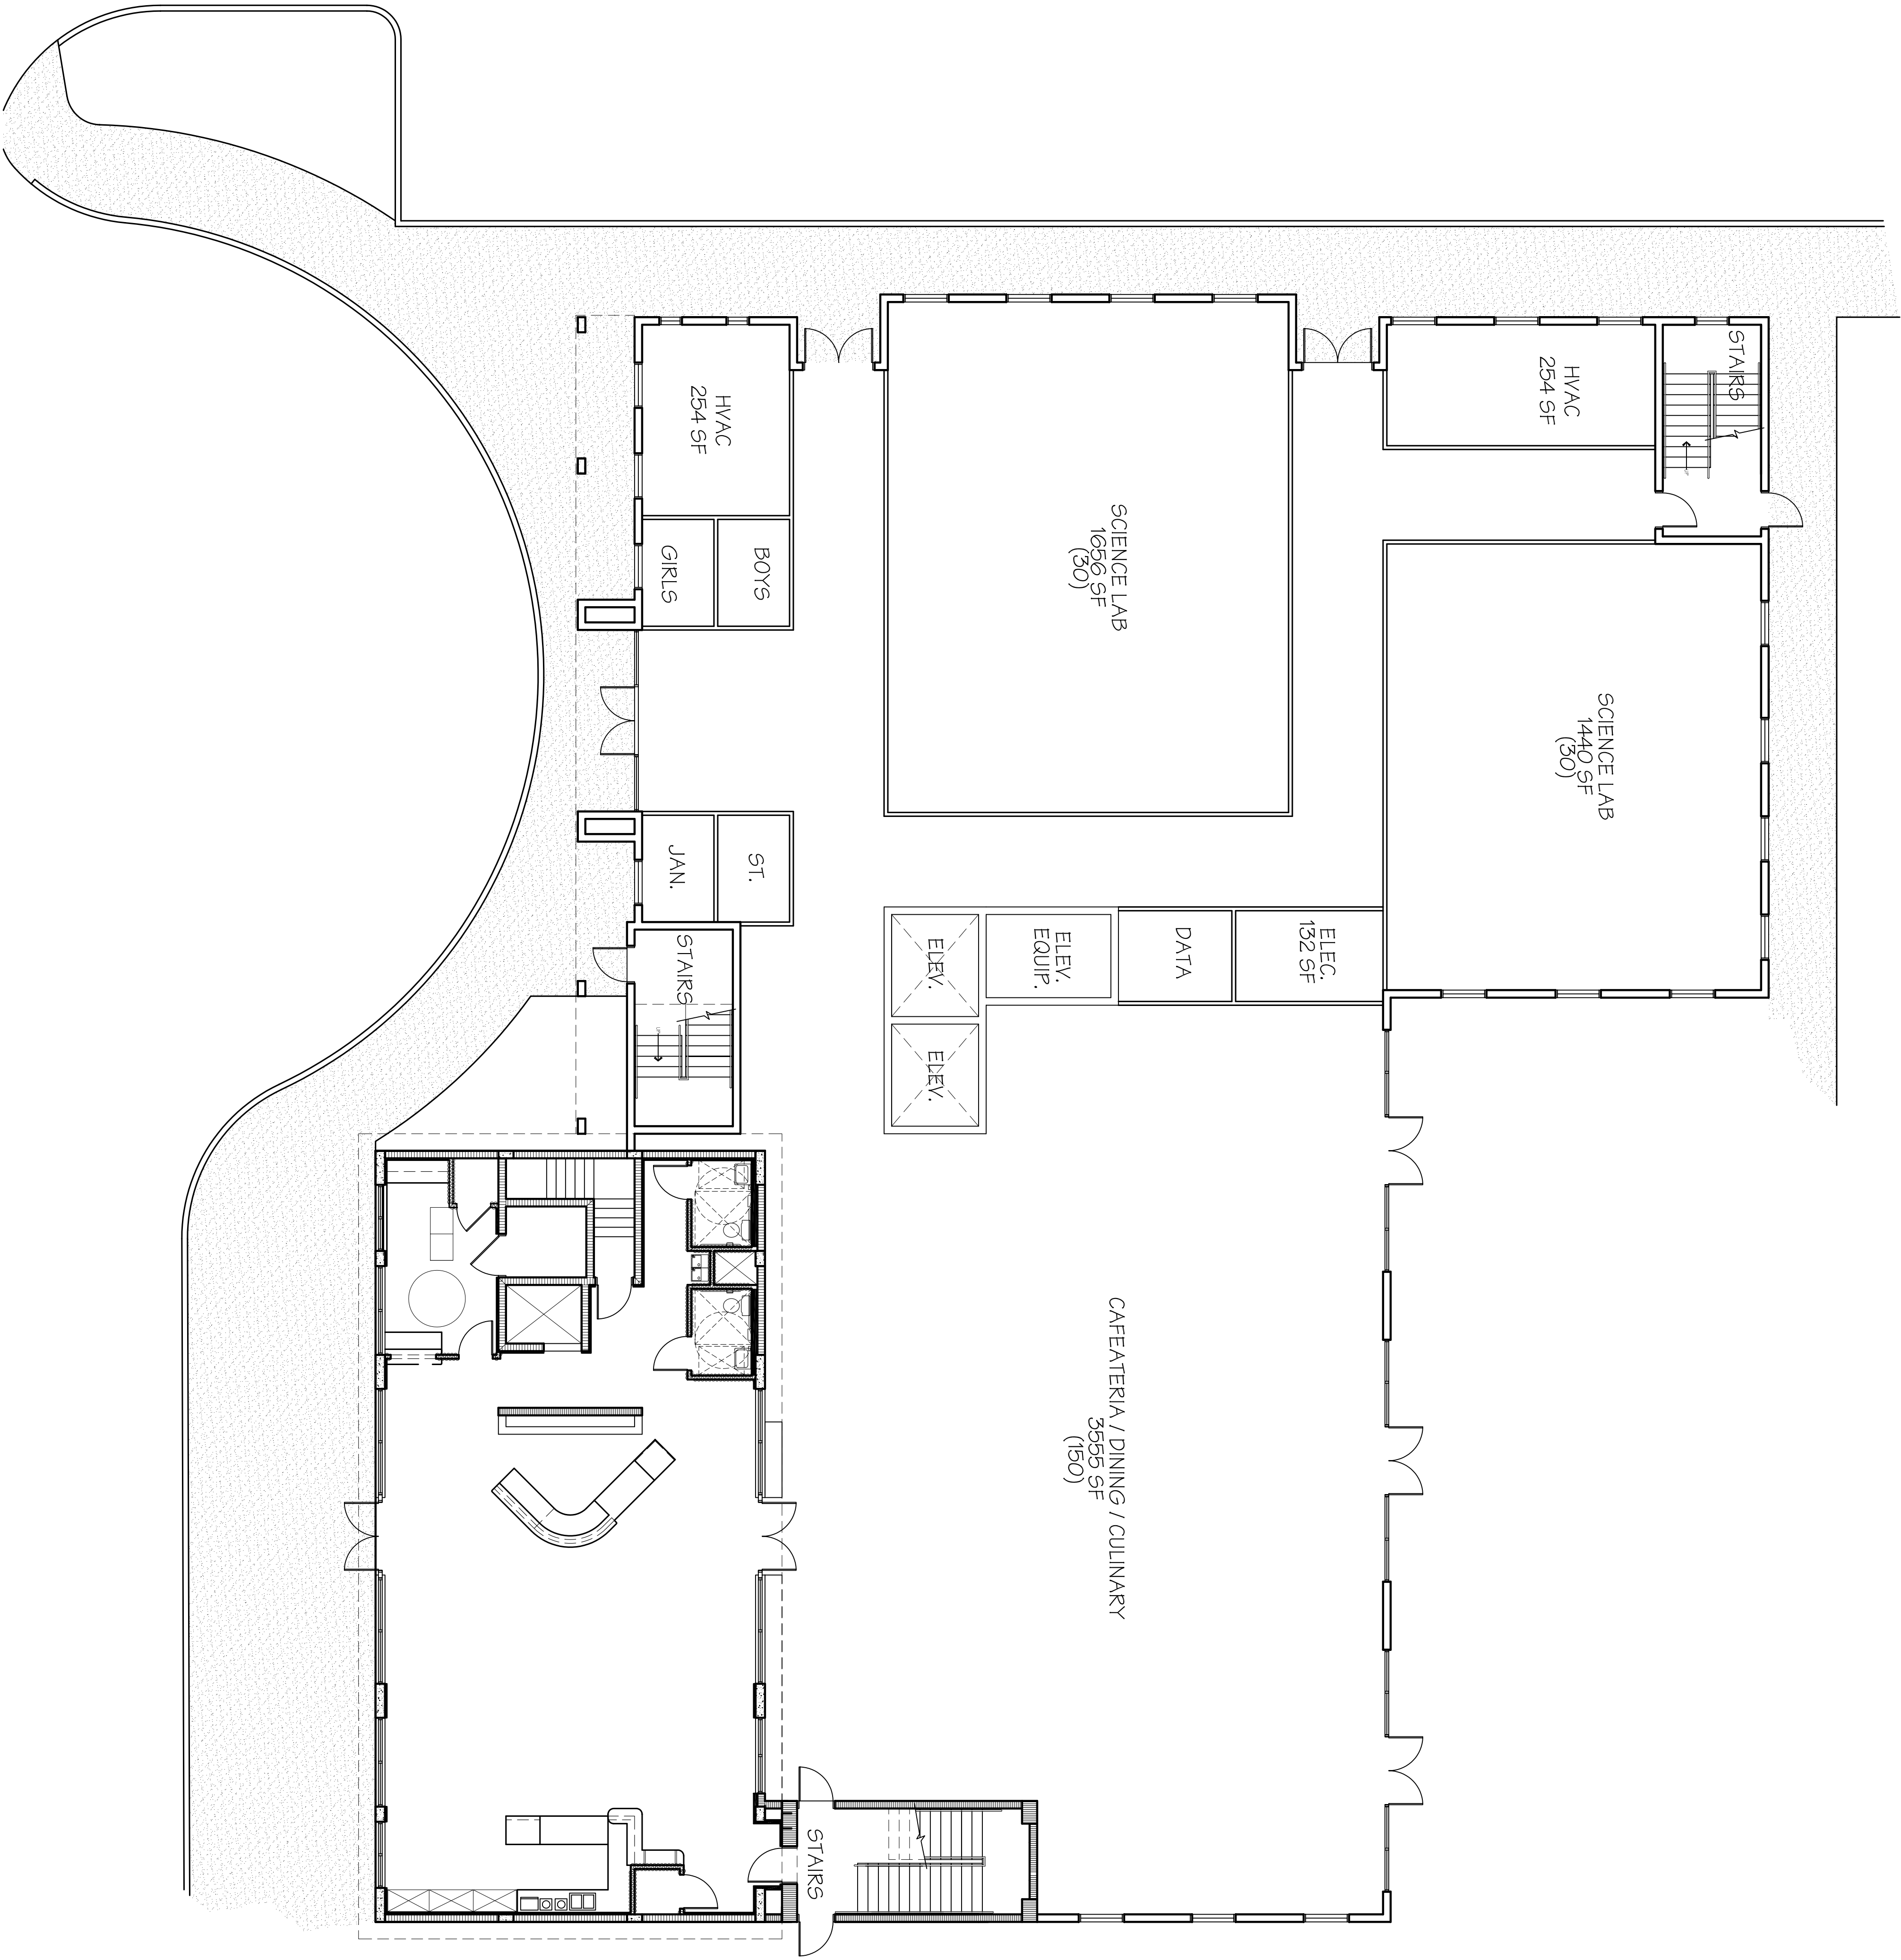 STAIRS
HVAC
254 SF
HVAC
254 SF
SCIENCE LAB
1656 SF
(30)
BOYS
GIRLS
SCIENCE LAB
1440 SF
(30)
ST.
JAN.
ELEC.
132 SF
DATA
ELEV.
EQUIP.
ELEV.
STAIRS
ELEV.
CAFEATERIA / DINING / CULINARY
3555 SF
(150)
STAIRS